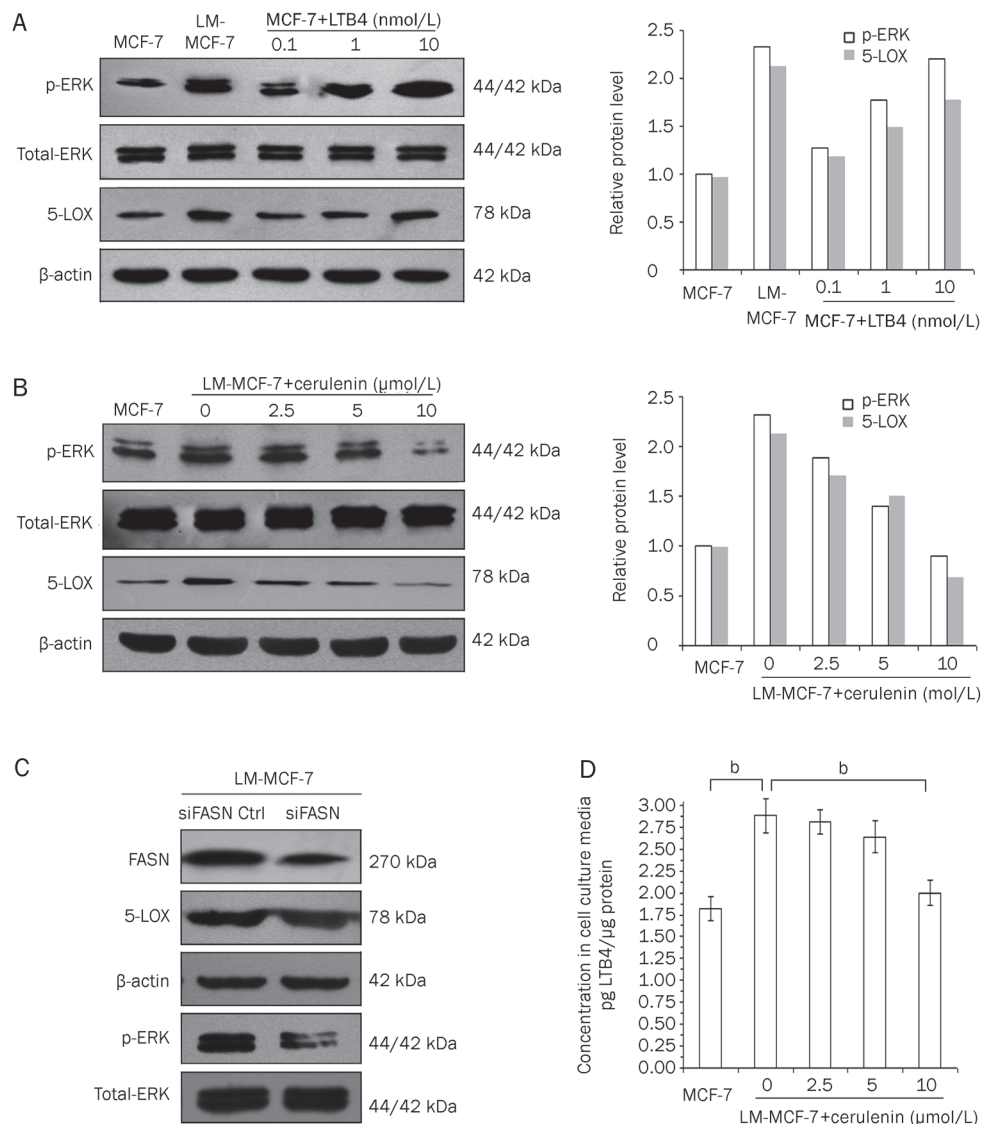 A
MCF-7
LM-
MCF-7
MCF-7+LTB4 (nmol/L)
0.1 1 10
p-ERK 44/42 kDa
Total-ERK 44/42 kDa
5-LOX 78 kDa
β-actin 42 kDa
p-ERK
5-LOX
Relative protein level
2.5
2.0
1.5
1.0
0.5
0
MCF-7
LM-
MCF-7
0.1 1 10
MCF-7+LTB4 (nmol/L)
B
LM-MCF-7+cerulenin (μmol/L)
MCF-7 0 2.5 5 10
p-ERK 44/42 kDa
Total-ERK 44/42 kDa
5-LOX 78 kDa
β-actin 42 kDa
p-ERK
5-LOX
Relative protein level
2.5
2.0
1.5
1.0
0.5
0
MCF-7 0 2.5 5 10
LM-MCF-7+cerulenin (mol/L)
C
LM-MCF-7
siFASN Ctrl siFASN
FASN 270 kDa
5-LOX 78 kDa
β-actin 42 kDa
p-ERK 44/42 kDa
Total-ERK 44/42 kDa
D
b b
Concentration in cell culture media
pg LTB4/μg protein
3.00
2.75
2.50
2.25
2.00
1.75
1.50
1.25
1.00
2.75
0.50
0.25
0.00
MCF-7 0 2.5 5 10
LM-MCF-7+cerulenin (μmol/L)